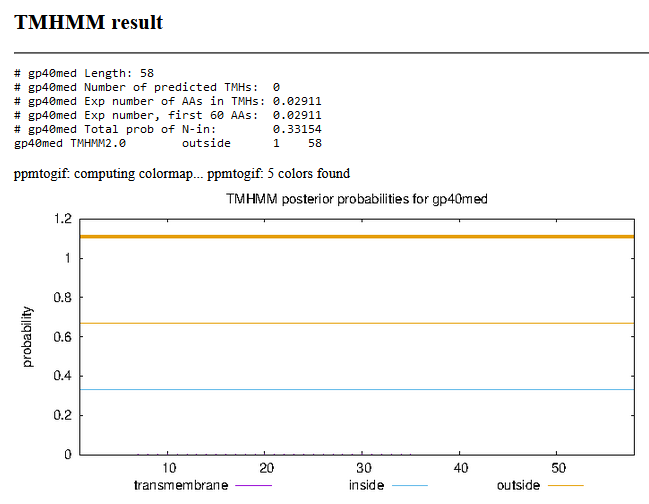 TMHMM result
# gp40med Length: 58
# gp40med Number of predicted TMHs:  0
# gp40med Exp number of AAs in TMHs: 0.02911
# gp40med Exp number, first 60 AAs:  0.02911
# gp40med Total prob of N-in:        0.33154
gp40med TMHMM2.0        outside      1    58
ppmtogif: computing colormap... ppmtogif: 5 colors found
TMHMM posterior probabilities for gp40med
1.2
1
0.8
0.6
0.4
0.2
0
probability
10 20 30 40 50
transmembrane inside outside